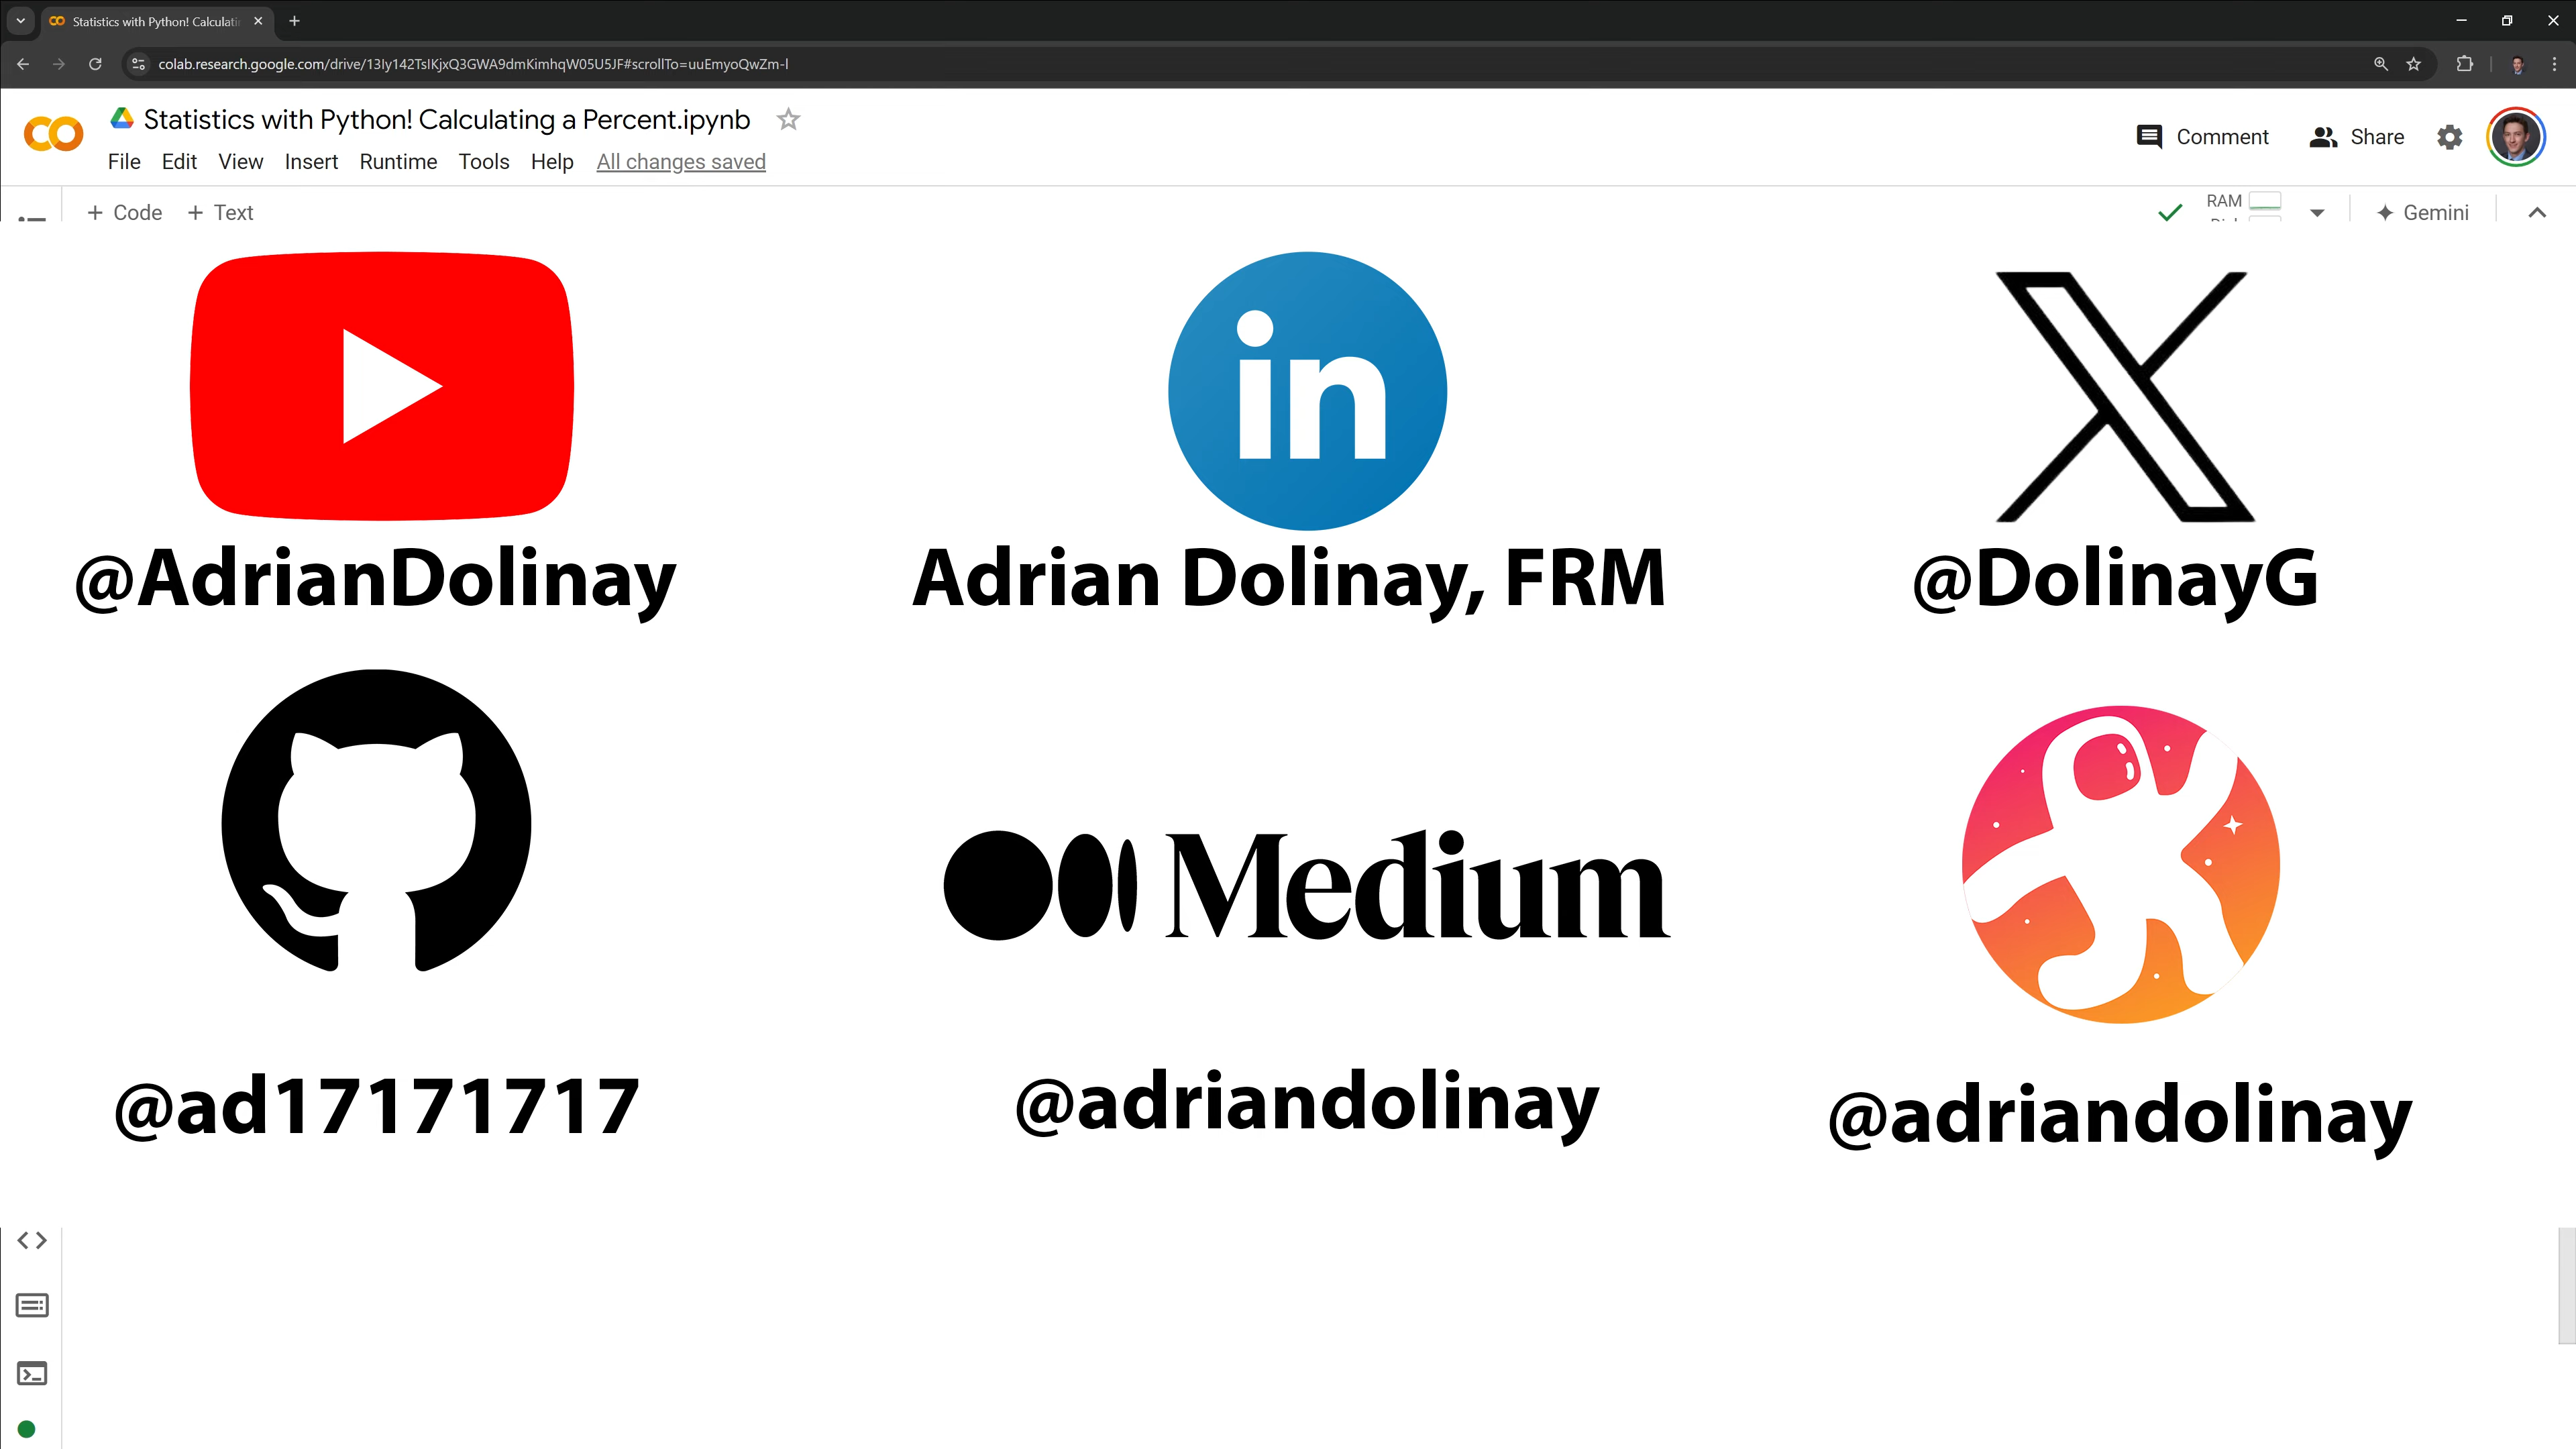 Statistics with Python! Calculati
colab.research.google.com/drive/13Iy142TsIKjxQ3GWA9dmKimhqW05U5JF#scrollTo=uuEmyoQwZm-I
Statistics with Python! Calculating a Percent.ipynb
Comment
Share
File Edit View Insert Runtime Tools Help All changes saved
+ Code + Text
RAM
Gemini
in
@AdrianDolinay
Adrian Dolinay, FRM
@DolinayG
Medium
@ad17171717
@adriandolinay
@adriandolinay